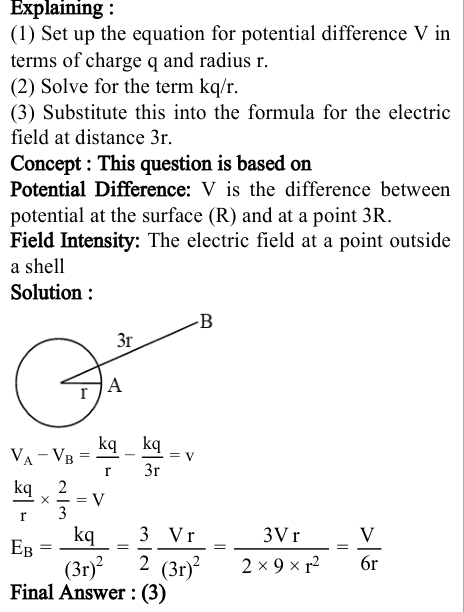 Explaining :
(1) Set up the equation for potential difference V in
terms of charge q and radius r.
(2) Solve for the term kq/r.
(3) Substitute this into the formula for the electric
field at distance 3r.
Concept : This question is based on
Potential Difference: V is the difference between
potential at the surface (R) and at a point 3R.
Field Intensity: The electric field at a point outside
a shell
Solution :
B
3r
r A
V_A − V_B = kq/r − kq/3r = v
kq/r × 2/3 = V
E_B = kq/(3r)² = 3/2 Vr/(3r)² = 3Vr/(2 × 9 × r²) = V/6r
Final Answer : (3)